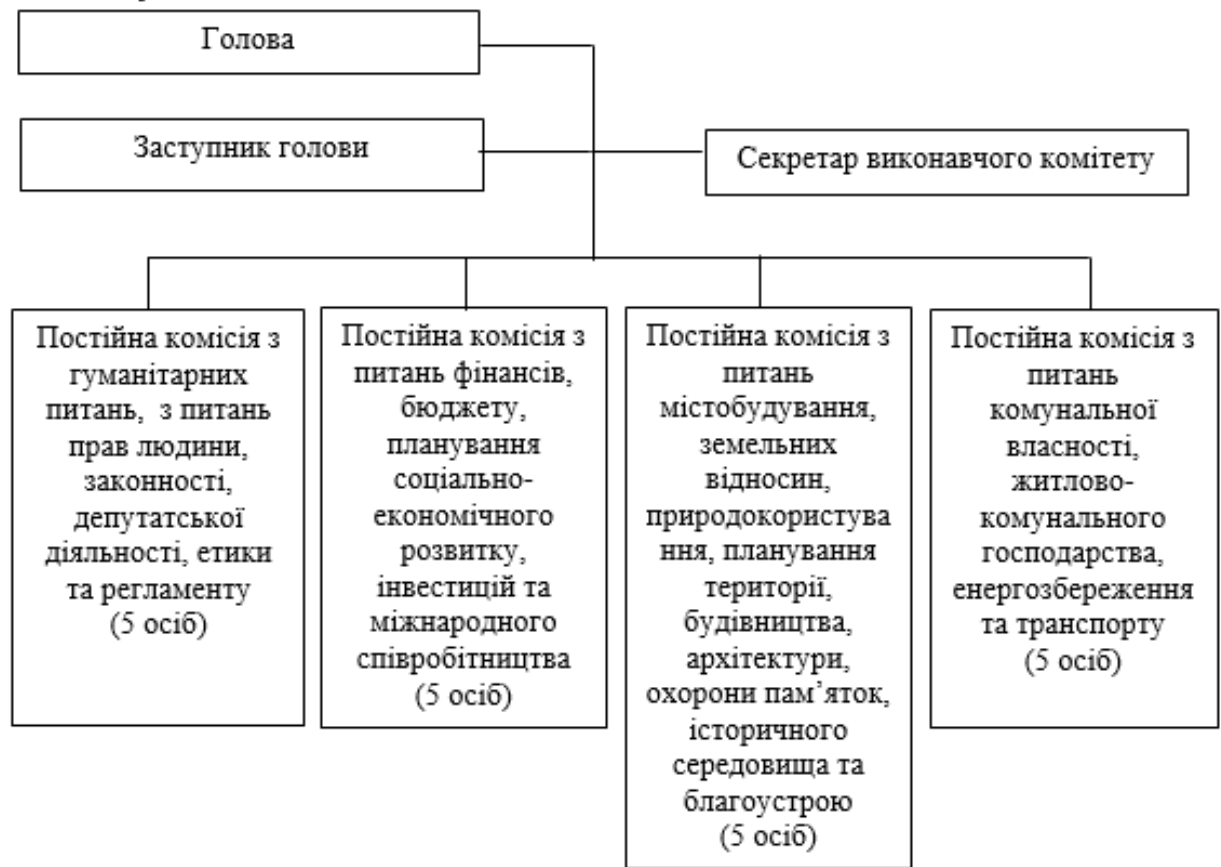 Голова
Заступник голови
Секретар виконавчого комітету
Постійна комісія з
гуманітарних
питань, з питань
прав людини,
законності,
депутатської
діяльності, етики
та регламенту
(5 осіб)
Постійна комісія з
питань фінансів,
бюджету,
планування
соціально-
економічного
розвитку,
інвестицій та
міжнародного
співробітництва
(5 осіб)
Постійна комісія з
питань
містобудування,
земельних
відносин,
природокористува
ння, планування
території,
будівництва,
архітектури,
охорони пам’яток,
історичного
середовища та
благоустрою
(5 осіб)
Постійна комісія з
питань
комунальної
власності,
житлово-
комунального
господарства,
енергозбереження
та транспорту
(5 осіб)